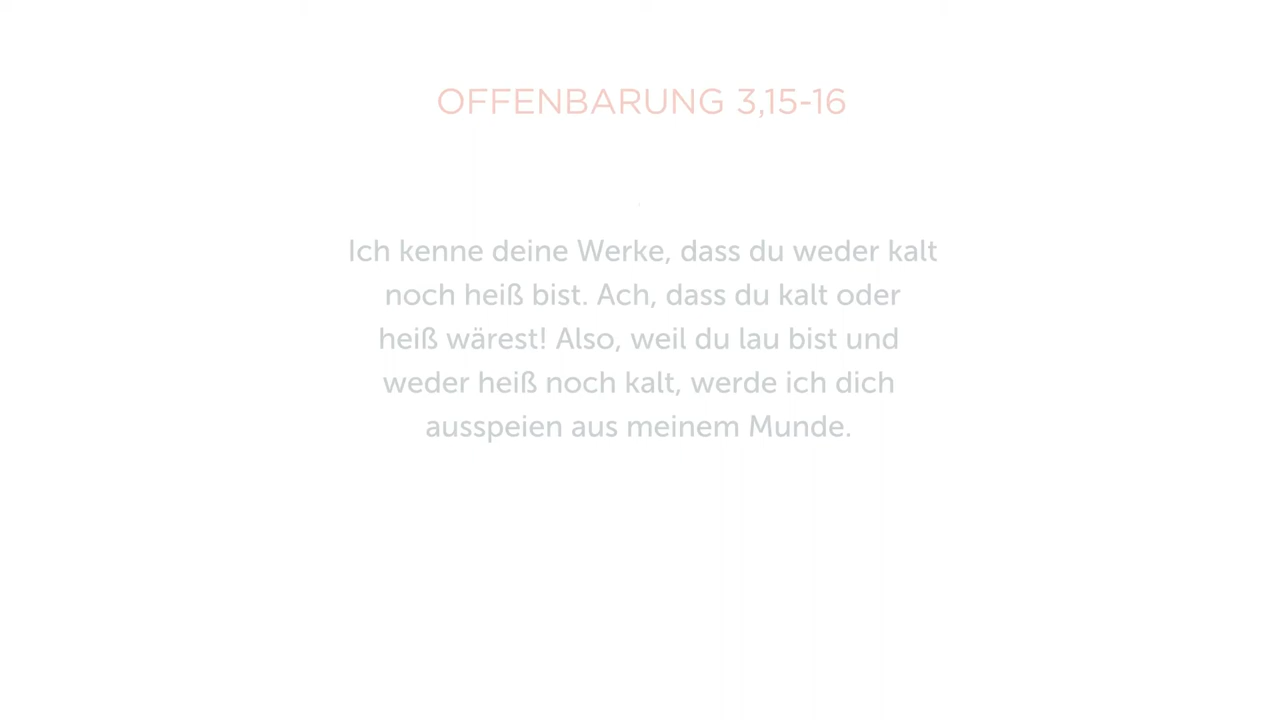 OFFENBARUNG 3,15-16
Ich kenne deine Werke, dass du weder kalt
noch heiß bist. Ach, dass du kalt oder
heiß wärest! Also, weil du lau bist und
weder heiß noch kalt, werde ich dich
ausspeien aus meinem Munde.